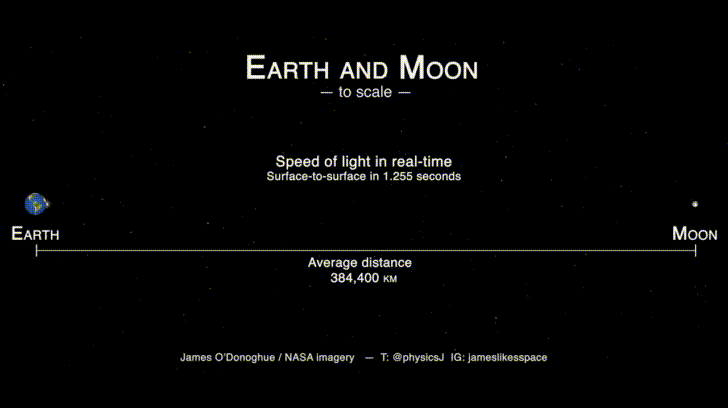 EARTH AND MOON
— to scale —
Speed of light in real-time
Surface-to-surface in 1.255 seconds
EARTH
MOON
Average distance
384,400 KM
James O'Donoghue / NASA imagery — T: @physicsJ IG: jameslikesspace